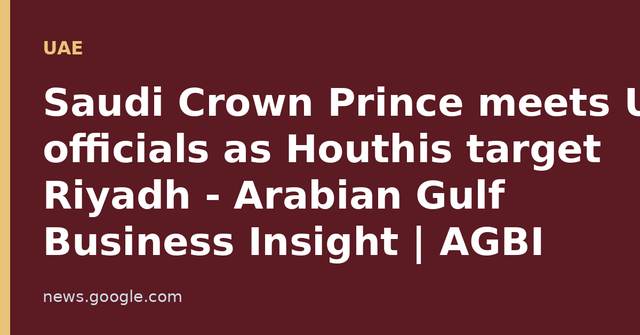 UAE
Saudi Crown Prince meets
officials as Houthis target
Riyadh - Arabian Gulf
Business Insight | AGBI
news.google.com